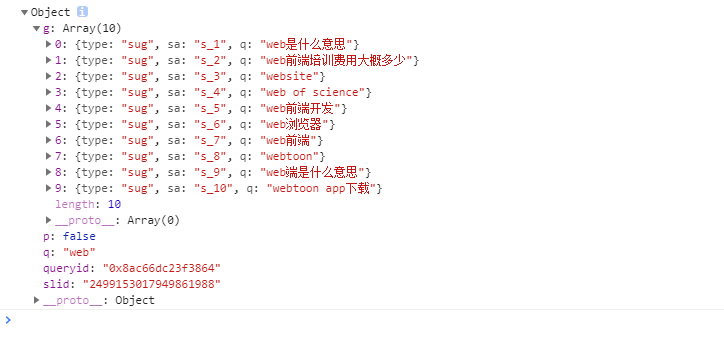 Object i
g: Array(10)
0: {type: "sug", sa: "s_1", q: "web是什么意思"}
1: {type: "sug", sa: "s_2", q: "web前端培训费用大概多少"}
2: {type: "sug", sa: "s_3", q: "website"}
3: {type: "sug", sa: "s_4", q: "web of science"}
4: {type: "sug", sa: "s_5", q: "web前端开发"}
5: {type: "sug", sa: "s_6", q: "web浏览器"}
6: {type: "sug", sa: "s_7", q: "web前端"}
7: {type: "sug", sa: "s_8", q: "webtoon"}
8: {type: "sug", sa: "s_9", q: "web端是什么意思"}
9: {type: "sug", sa: "s_10", q: "webtoon app下载"}
length: 10
__proto__: Array(0)
p: false
q: "web"
queryid: "0x8ac66dc23f3864"
slid: "2499153017949861988"
__proto__: Object